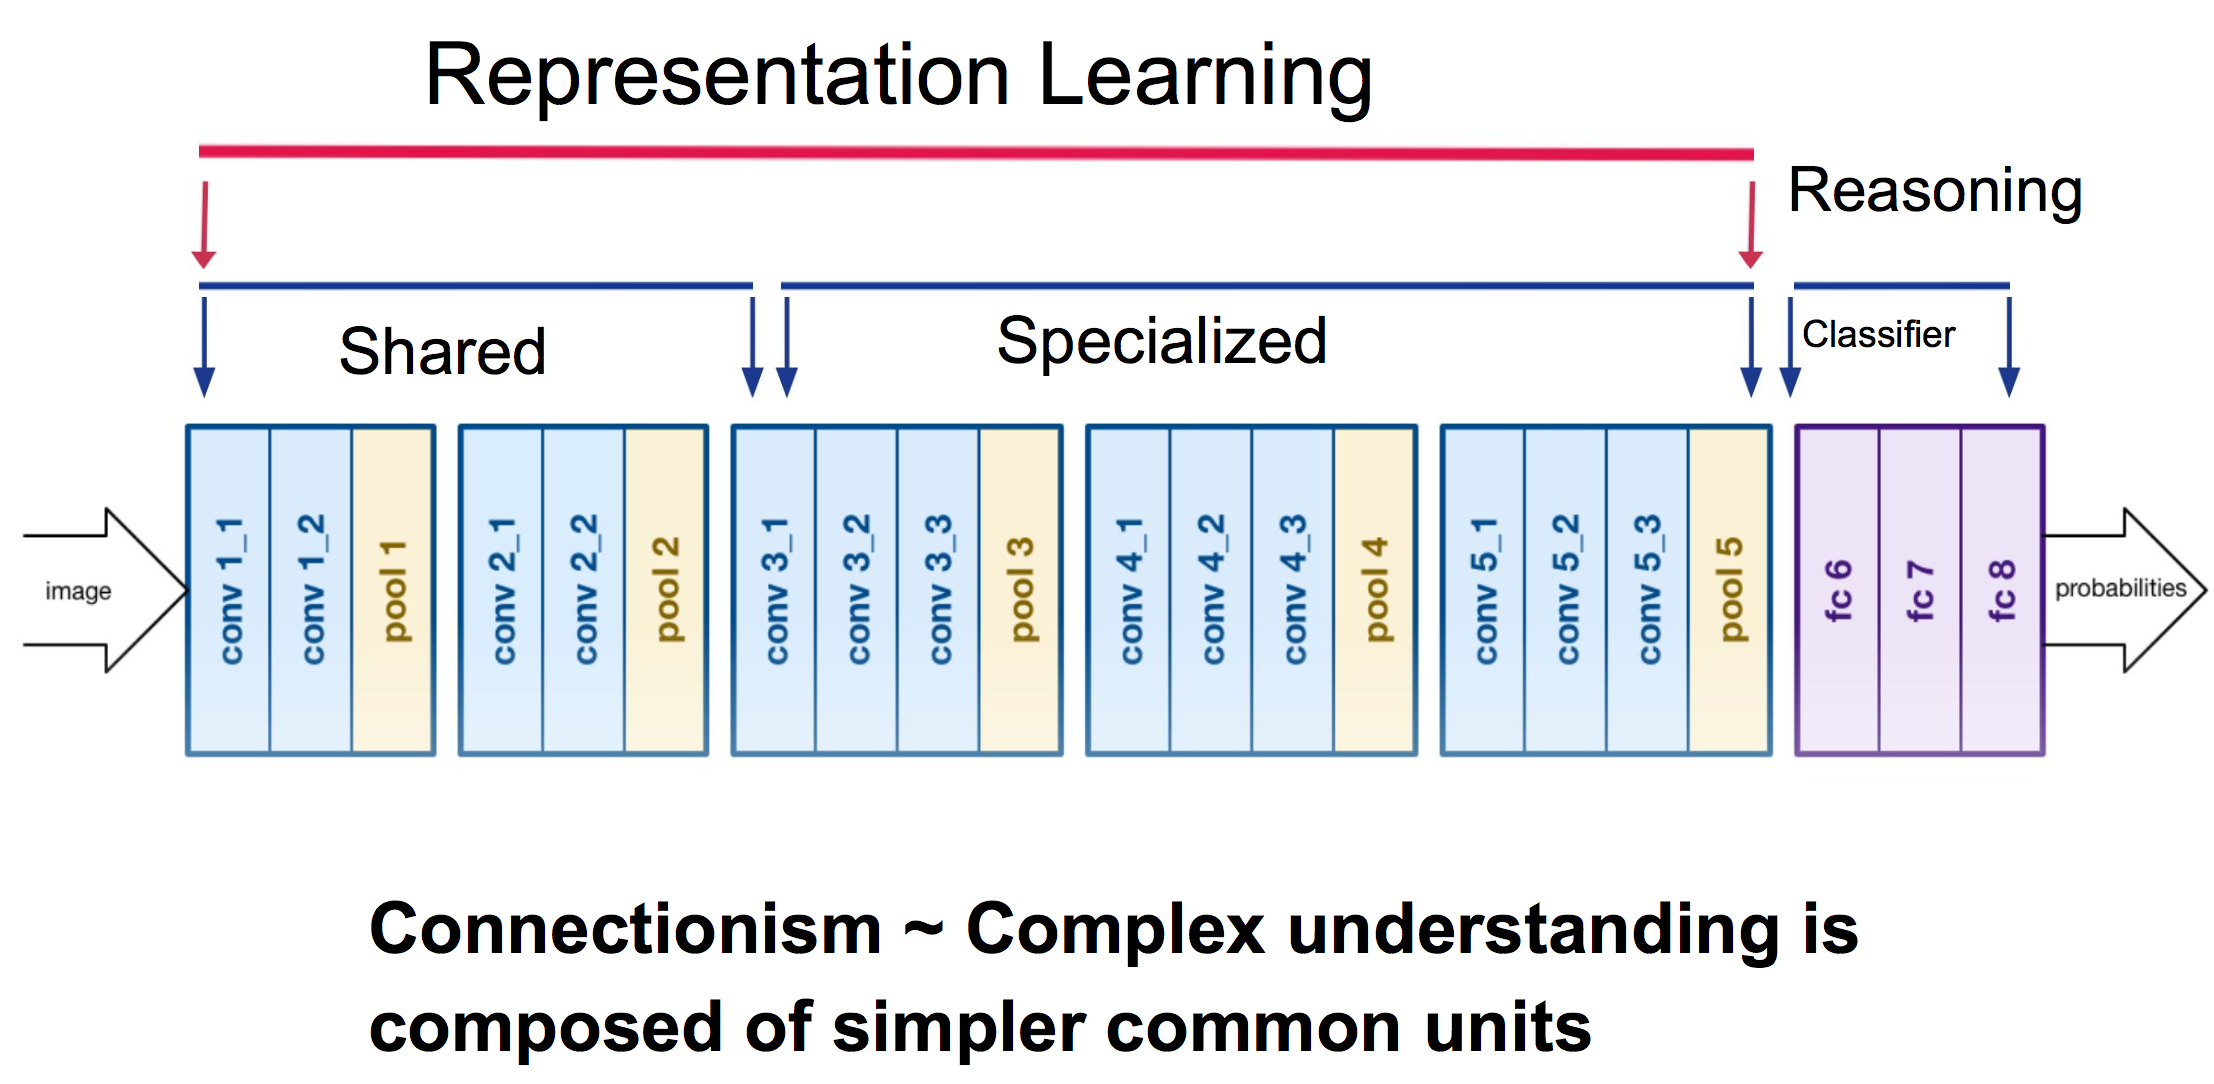 Representation Learning
Reasoning
Shared
Specialized
Classifier
image
conv 1_1
conv 1_2
pool 1
conv 2_1
conv 2_2
pool 2
conv 3_1
conv 3_2
conv 3_3
pool 3
conv 4_1
conv 4_2
conv 4_3
pool 4
conv 5_1
conv 5_2
conv 5_3
pool 5
fc 6
fc 7
fc 8
probabilities
Connectionism ~ Complex understanding is
composed of simpler common units